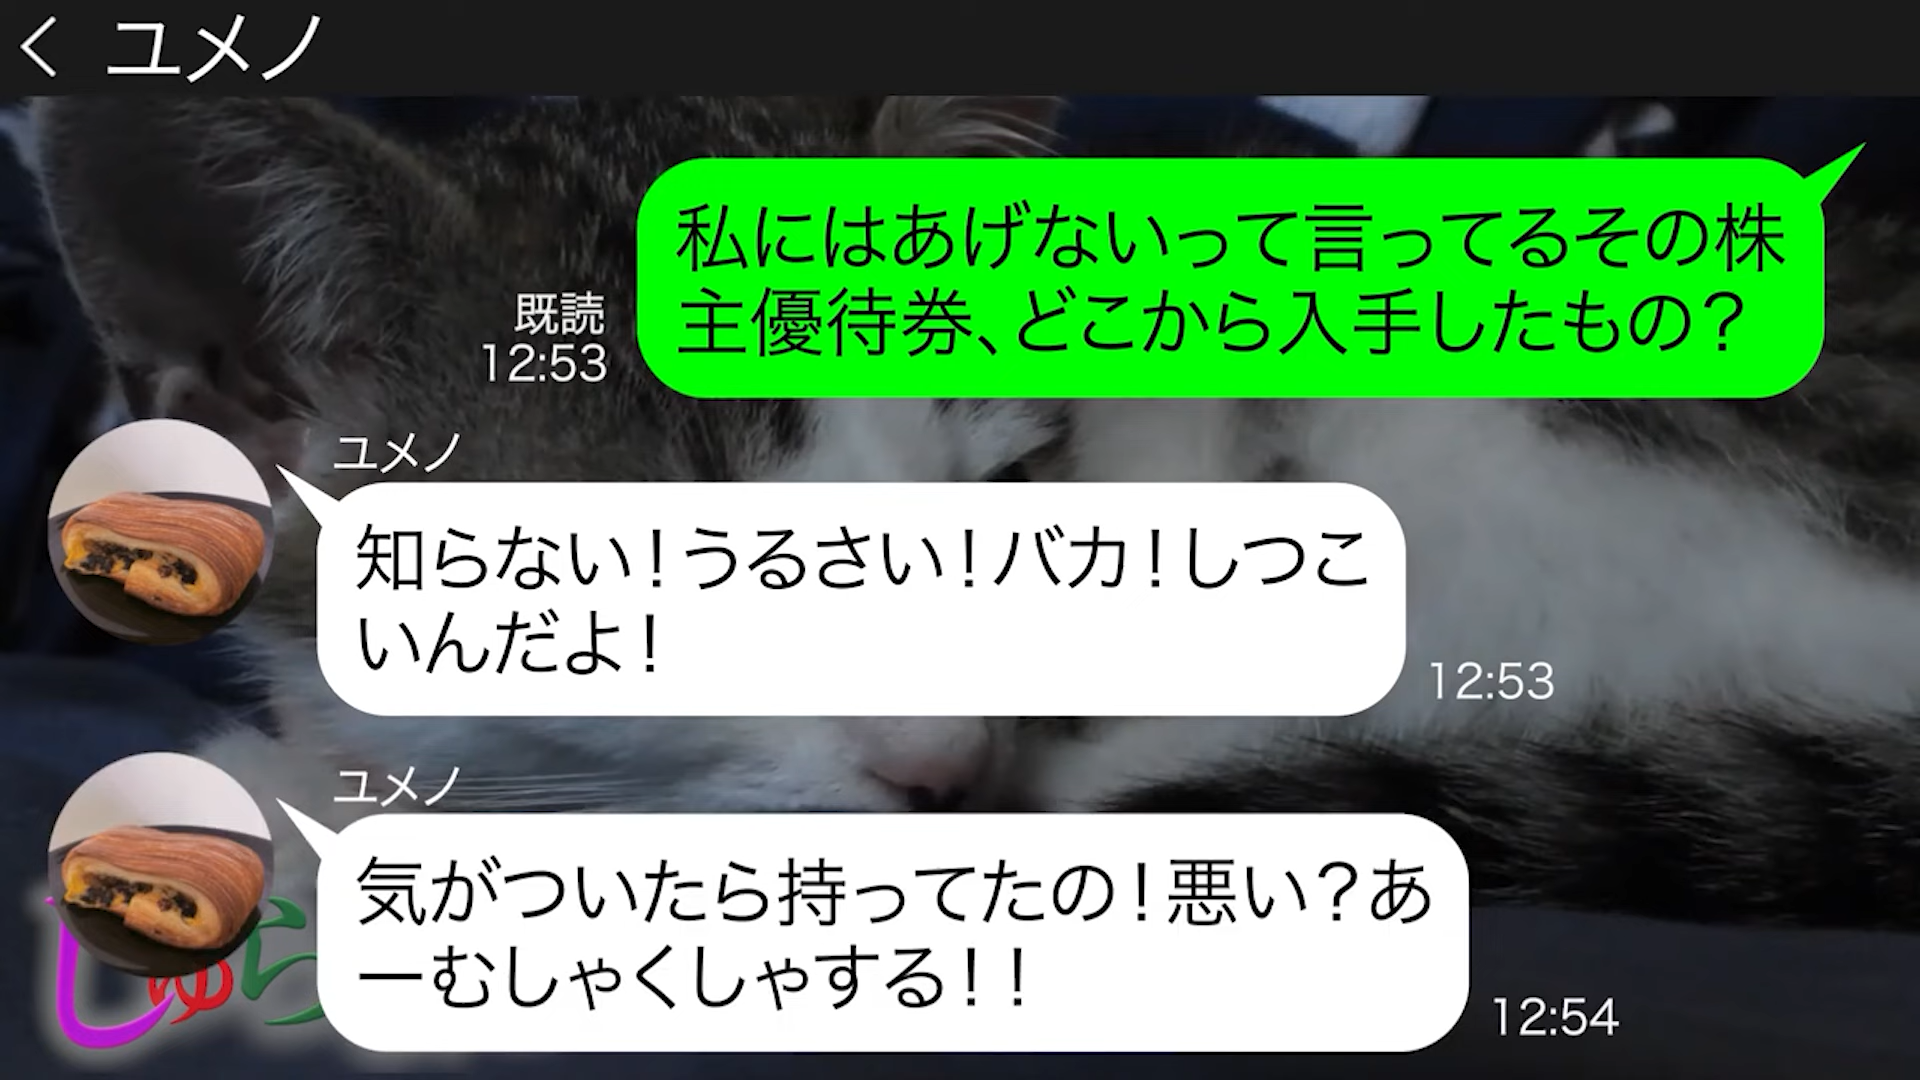 ユメノ
私にはあげないって言ってるその株
主優待券、どこから入手したもの?
既読
12:53
ユメノ
知らない!うるさい!バカ!しつこ
いんだよ!
12:53
ユメノ
気がついたら持ってたの!悪い?あ
ーむしゃくしゃする!!
12:54
しゅら